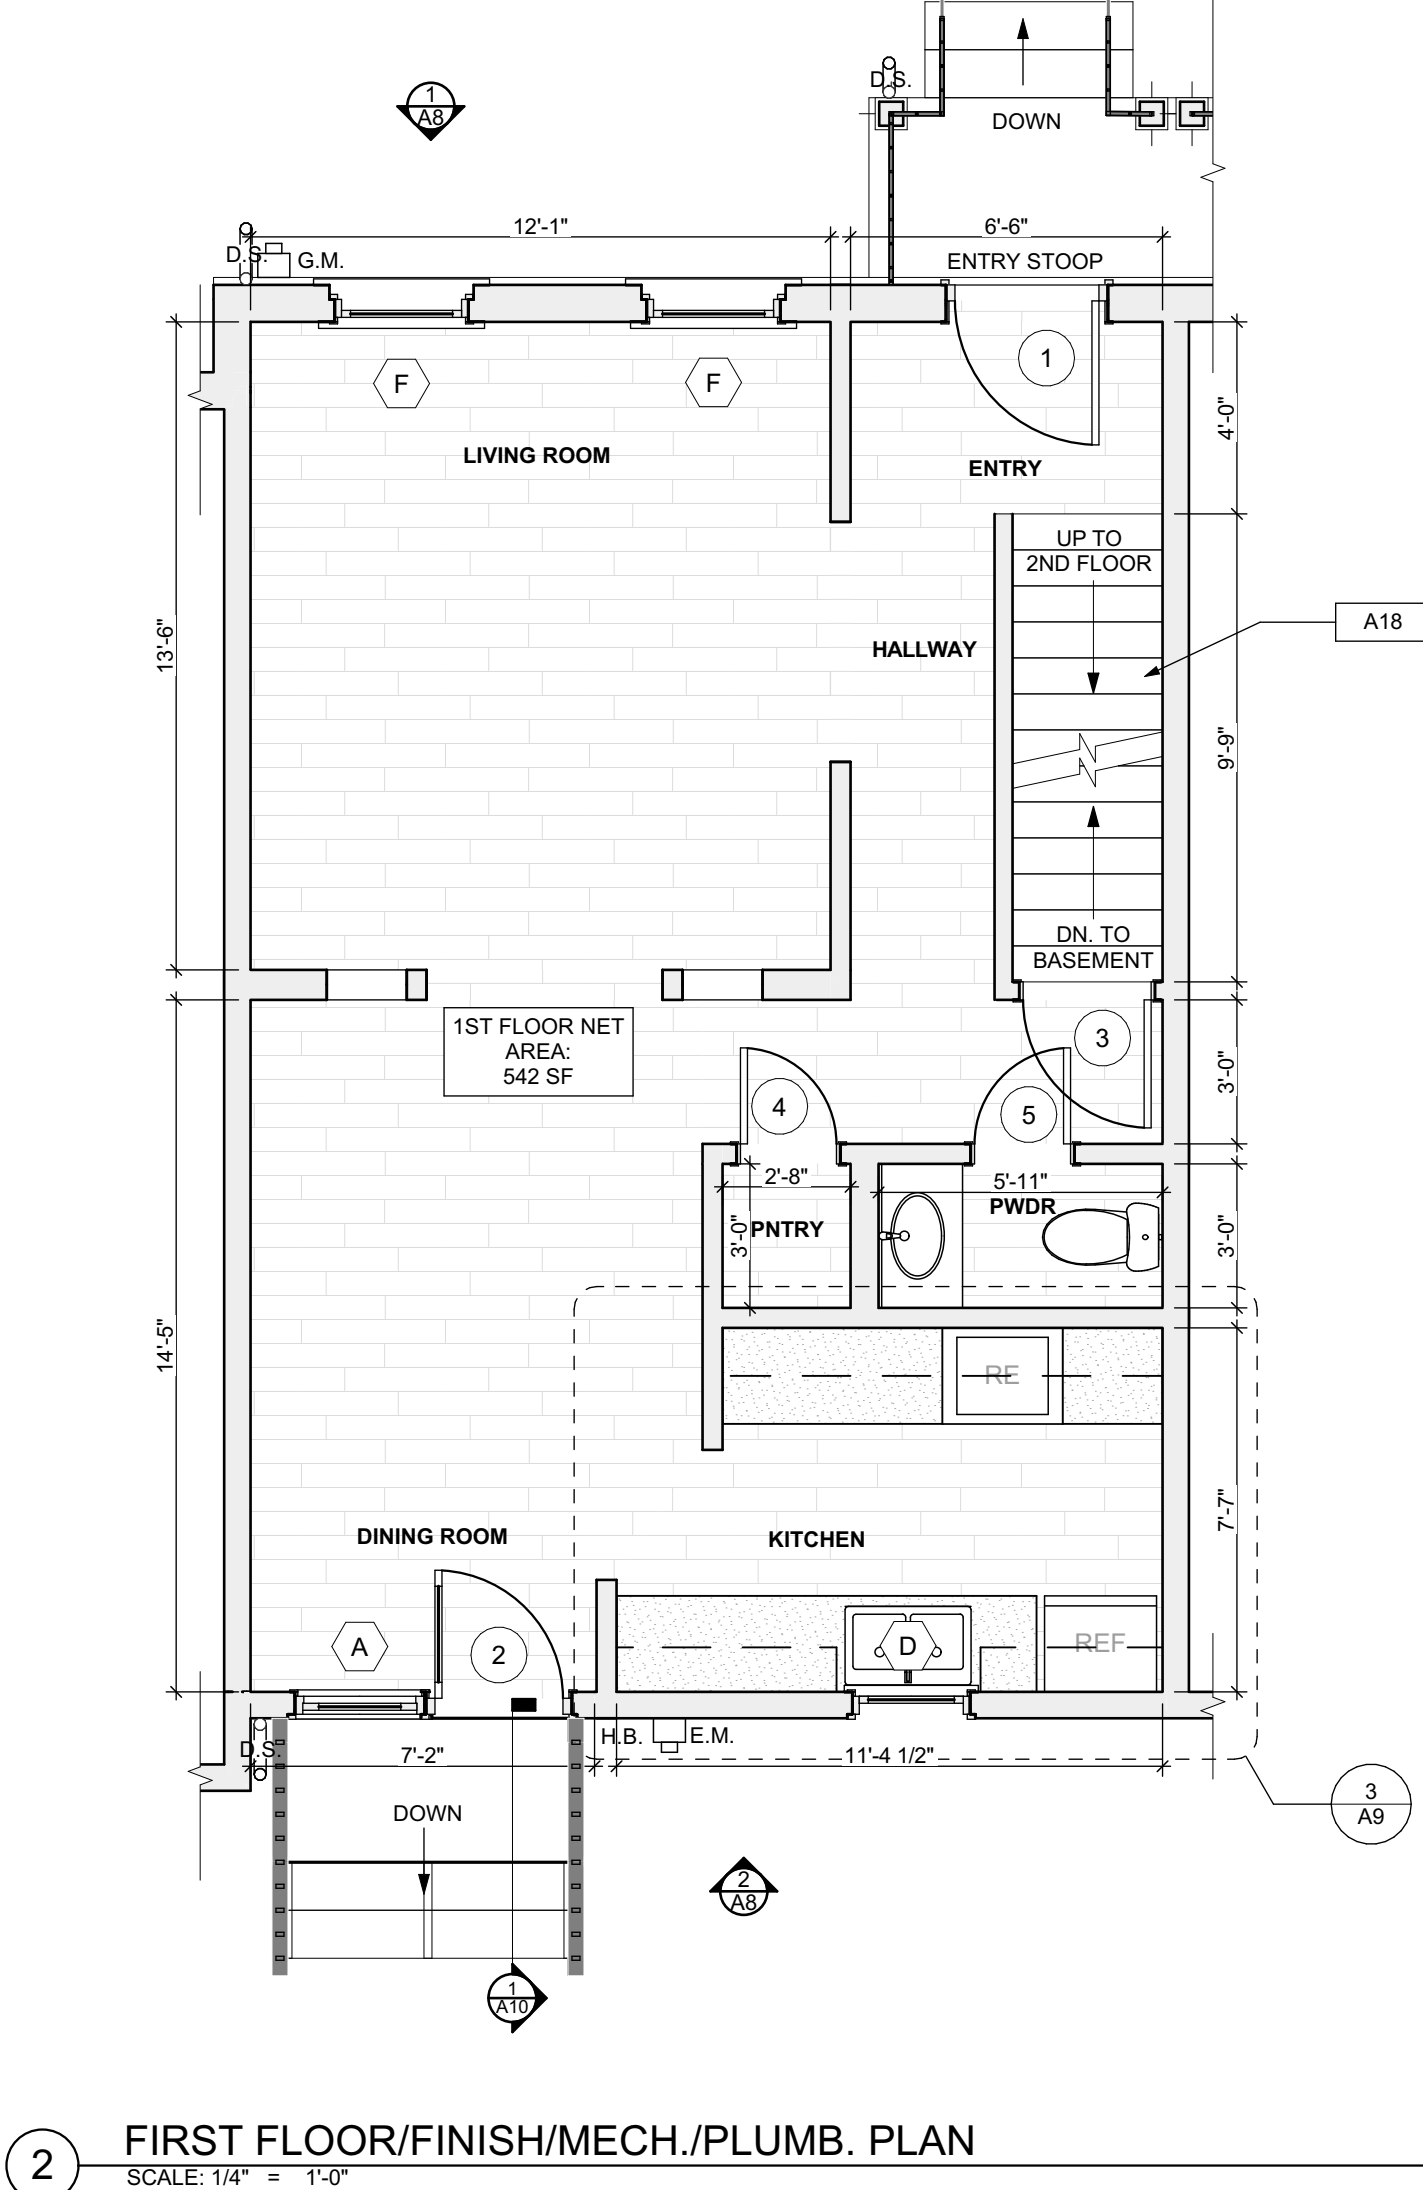 D.S.
1
A8
DOWN
12'-1"
6'-6"
D.S.
G.M.
ENTRY STOOP
1
F
F
4'-0"
LIVING ROOM
ENTRY
UP TO
2ND FLOOR
A18
13'-6"
HALLWAY
9'-9"
DN. TO
BASEMENT
1ST FLOOR NET
AREA:
542 SF
3
3'-0"
4
5
2'-8"
5'-11"
PWDR
PNTRY
3'-0"
3'-0"
14'-5"
RE
7'-7"
DINING ROOM
KITCHEN
A
2
D
REF
H.B.
E.M.
D.S.
7'-2"
11'-4 1/2"
3
A9
DOWN
2
A8
1
A10
2
FIRST FLOOR/FINISH/MECH./PLUMB. PLAN
SCALE: 1/4" = 1'-0"